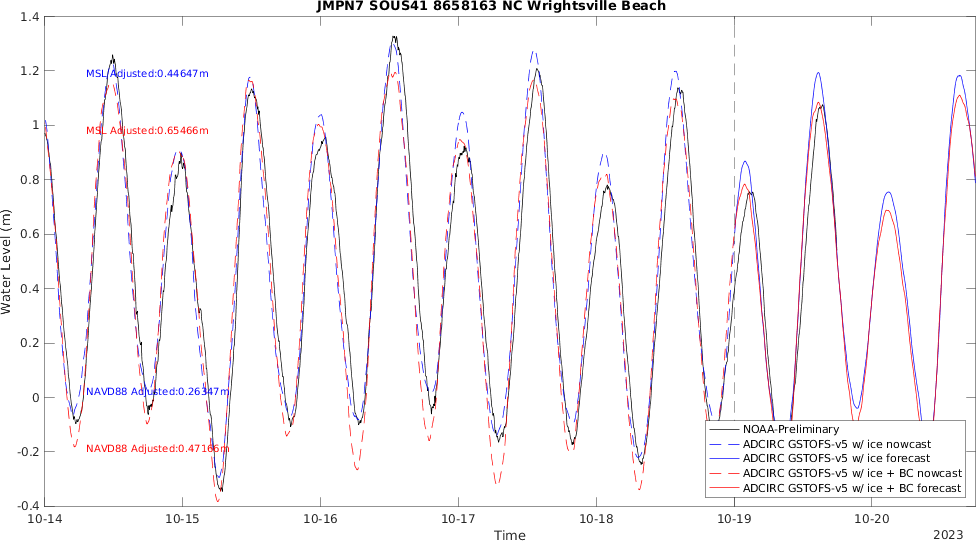 JMPN7 SOUS41 8658163 NC Wrightsville Beach
Water Level (m)
1.4
1.2
1
0.8
0.6
0.4
0.2
0
-0.2
-0.4
MSL Adjusted:0.44647m
MSL Adjusted:0.65466m
NAVD88 Adjusted:0.26347m
NAVD88 Adjusted:0.47166m
NOAA-Preliminary
ADCIRC GSTOFS-v5 w/ ice nowcast
ADCIRC GSTOFS-v5 w/ ice forecast
ADCIRC GSTOFS-v5 w/ ice + BC nowcast
ADCIRC GSTOFS-v5 w/ ice + BC forecast
10-14 10-15 10-16 10-17 10-18 10-19 10-20
Time
2023